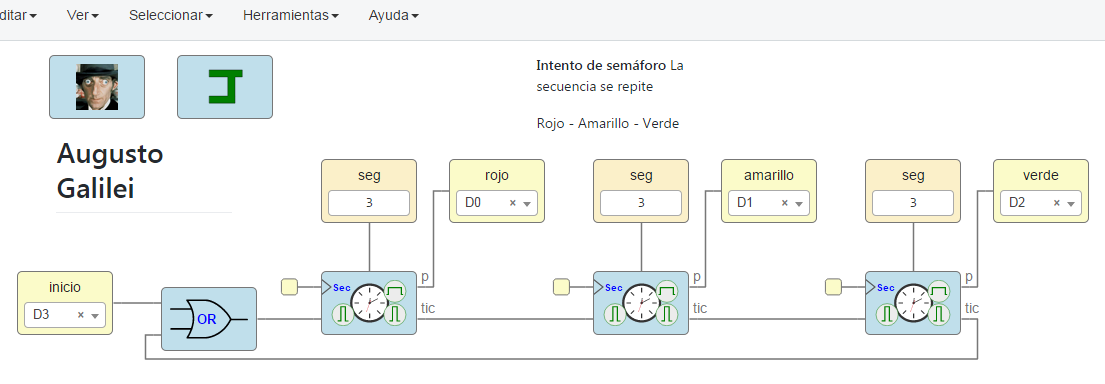 ditar Ver Seleccionar Herramientas Ayuda
Intento de semáforo La
secuencia se repite
Rojo - Amarillo - Verde
Augusto
Galilei
seg rojo seg amarillo seg verde
3 D0 × 3 D1 × 3 D2 ×
inicio Sec p Sec p Sec p
D3 × OR tic tic tic